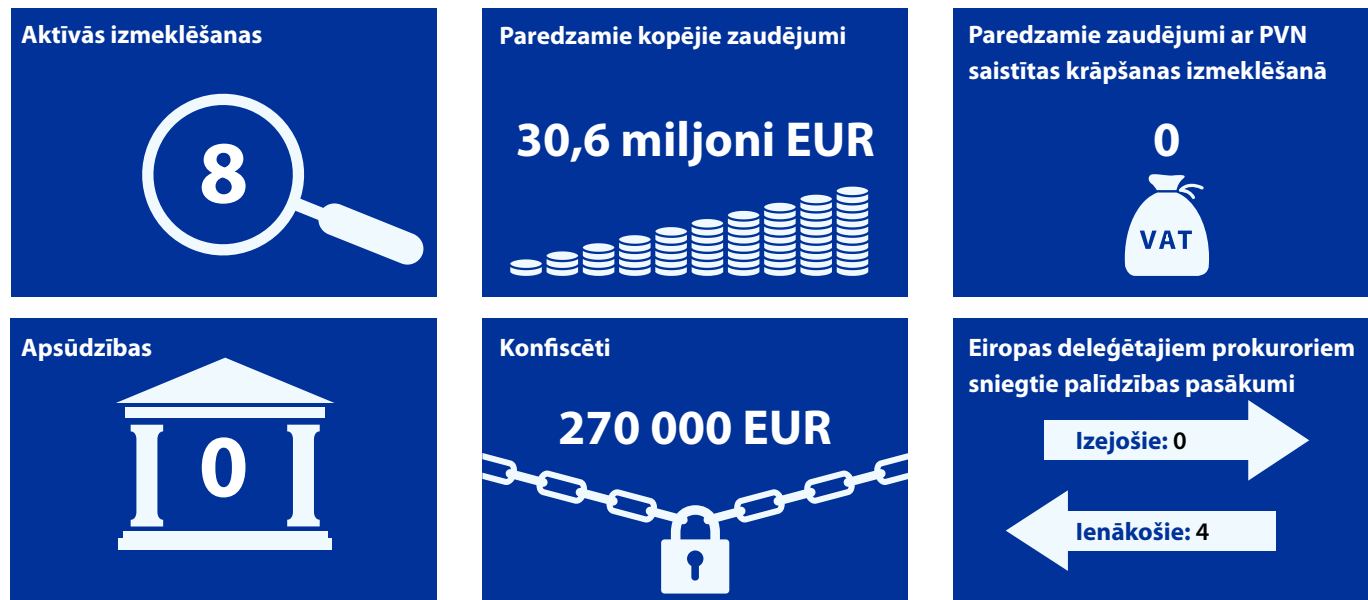 Aktīvās izmeklēšanas
8
Paredzamie kopējie zaudējumi
30,6 miljoni EUR
Paredzamie zaudējumi ar PVN
saistītas krāpšanas izmeklēšanā
0
VAT
Apsūdzības
0
Konfiscēti
270 000 EUR
Eiropas deleģētajiem prokuroriem
sniegtie palīdzības pasākumi
Izejošie: 0
Ienākošie: 4